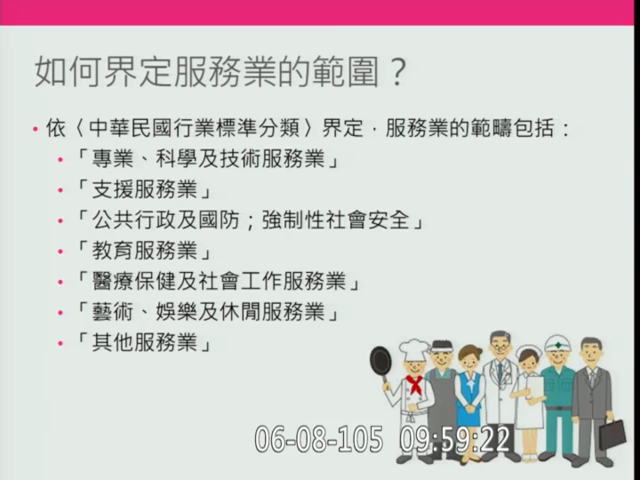 如何界定服務業的範圍？
• 依〈中華民國行業標準分類〉界定，服務業的範疇包括：
• 「專業、科學及技術服務業」
• 「支援服務業」
• 「公共行政及國防；強制性社會安全」
• 「教育服務業」
• 「醫療保健及社會工作服務業」
• 「藝術、娛樂及休閒服務業」
• 「其他服務業」
06-08-105 09:59:22